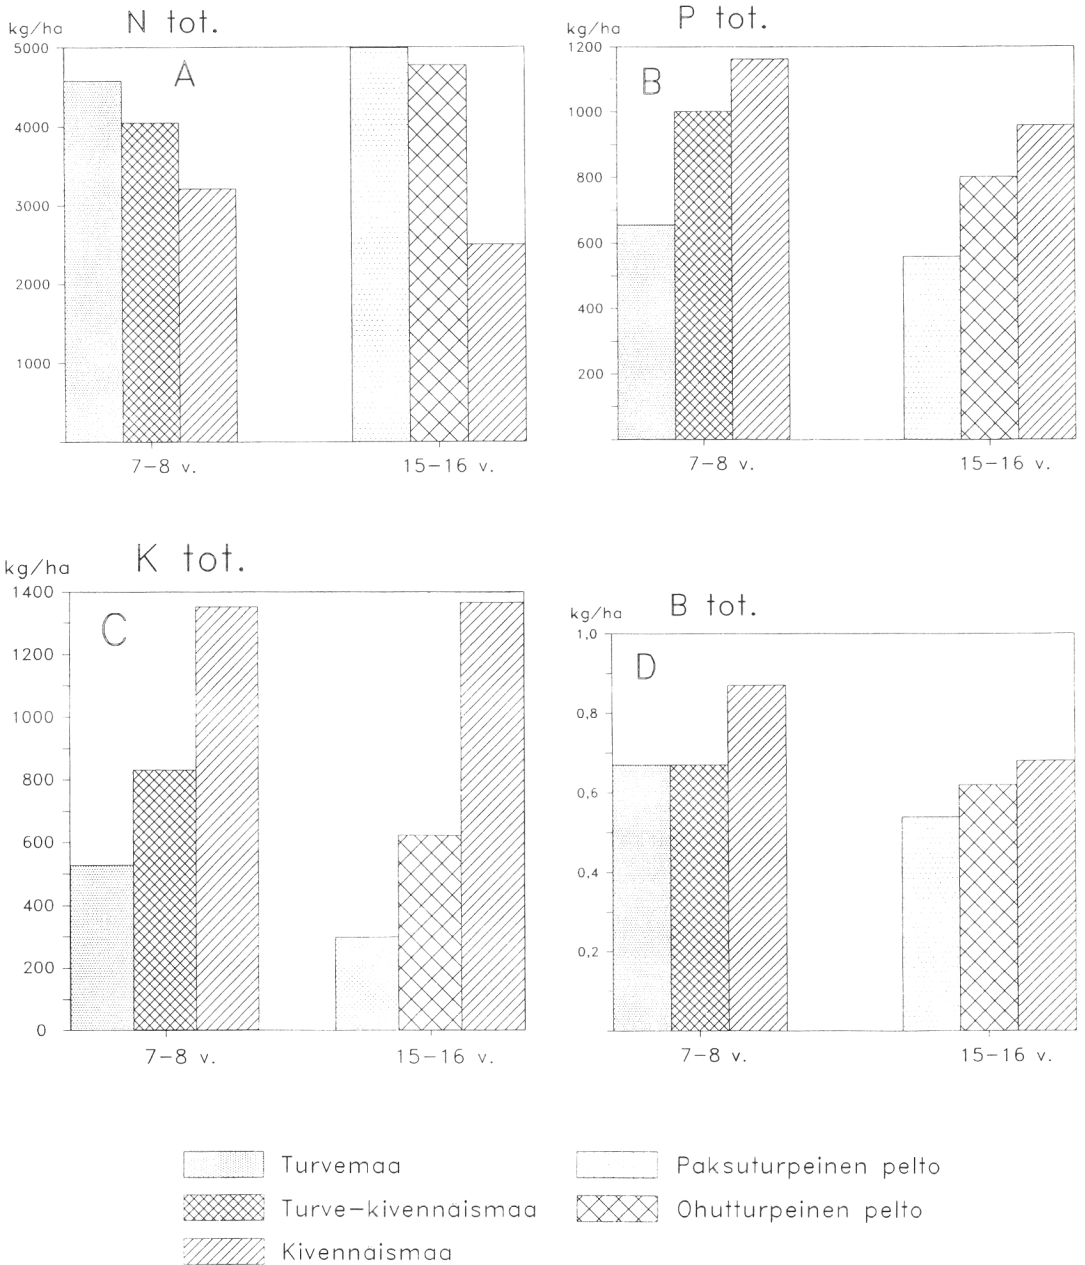 N tot.
kg/ha
A
5000
4000
3000
2000
1000
7-8 v.
15-16 v.
P tot.
kg/ha
B
1200
1000
800
600
400
200
7-8 v.
15-16 v.
K tot.
kg/ha
C
1400
1200
1000
800
600
400
200
0
7-8 v.
15-16 v.
B tot.
kg/ha
D
1,0
0,8
0,6
0,4
0,2
7-8 v.
15-16 v.
Turvemaa
Turve-kivennäismaa
Kivennäismaa
Paksuturpeinen pelto
Ohutturpeinen pelto